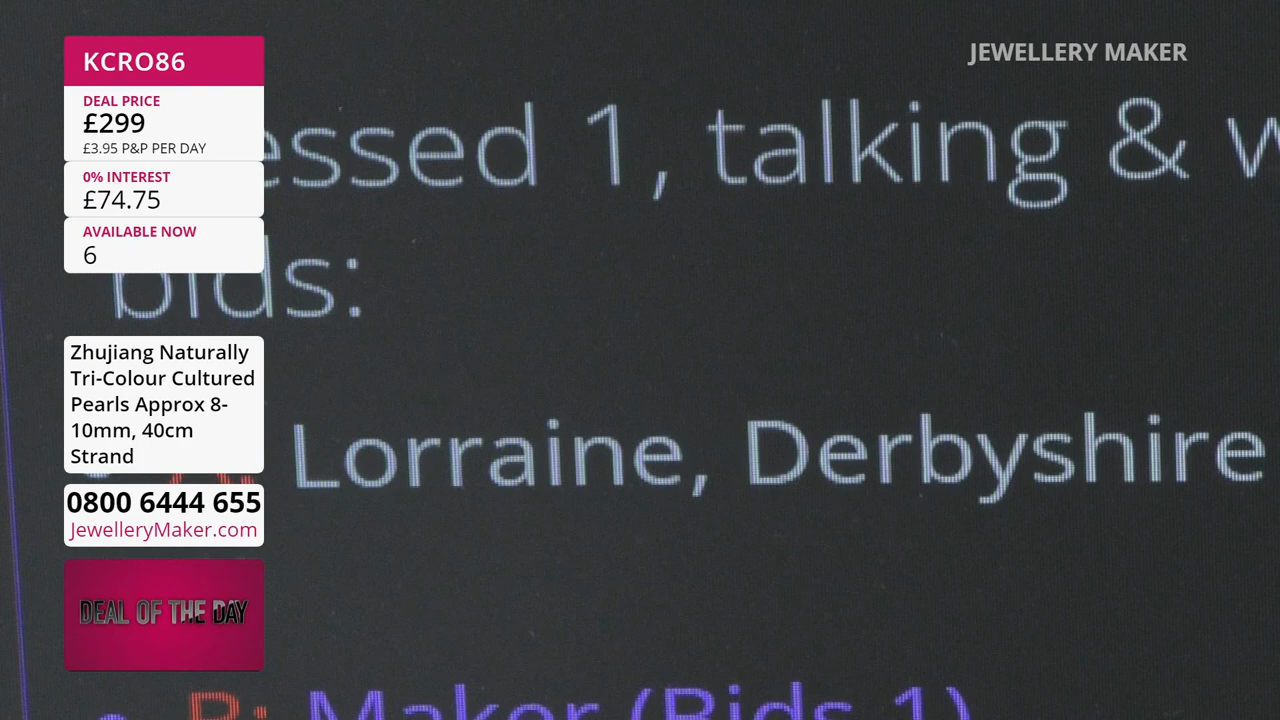 KCRO86
JEWELLERY MAKER
DEAL PRICE
£299
£3.95 P&P PER DAY
0% INTEREST
£74.75
AVAILABLE NOW
6
essed 1, talking & w
bids:
Zhujiang Naturally
Tri-Colour Cultured
Pearls Approx 8-
10mm, 40cm
Strand
Lorraine, Derbyshire
0800 6444 655
JewelleryMaker.com
DEAL OF THE DAY
B: Maker (Bids 1)